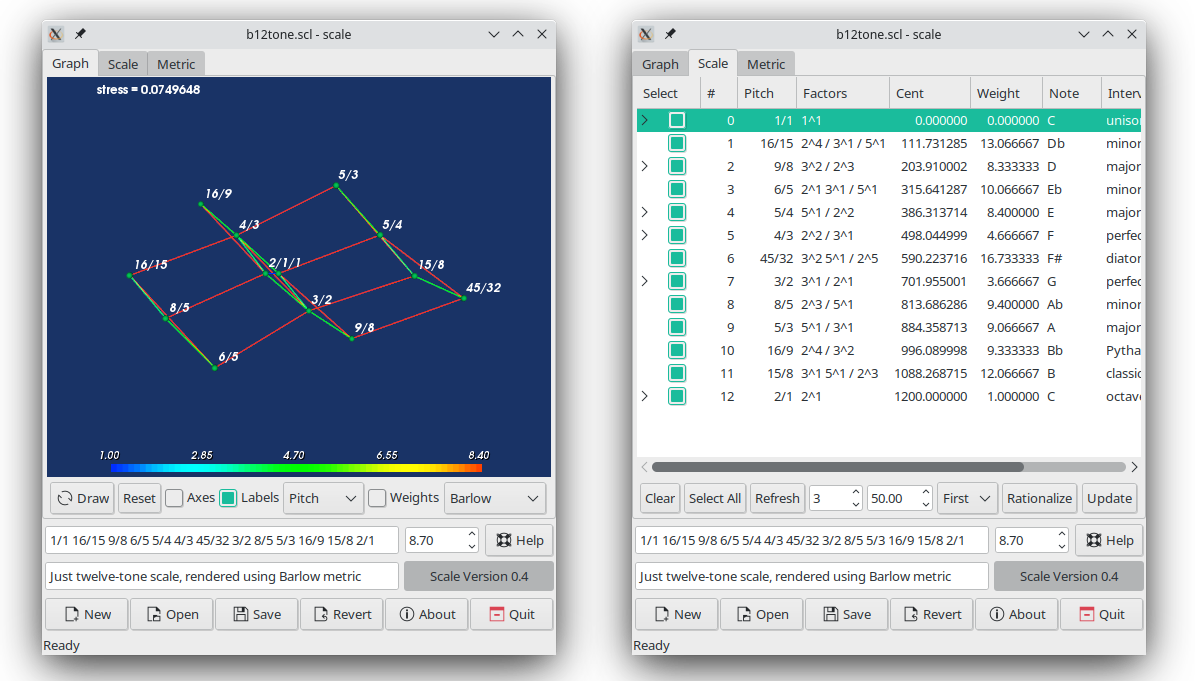 b12tone.scl - scale
Graph Scale Metric
stress = 0.0749648
5/3
16/9
4/3
5/4
2/1/1/1
15/8
16/15
45/32
3/2
8/5
9/8
6/5
1.00 2.85 4.70 6.55 8.40
Draw Reset Axes Labels Pitch Weights Barlow
1/1 16/15 9/8 6/5 5/4 4/3 45/32 3/2 8/5 5/3 16/9 15/8 2/1 8.70 Help
Just twelve-tone scale, rendered using Barlow metric Scale Version 0.4
New Open Save Revert About Quit
Ready
b12tone.scl - scale
Graph Scale Metric
Select # Pitch Factors Cent Weight Note Interv
0 1/1 1^1 0.000000 0.000000 C unisor
1 16/15 2^4 / 3^1 / 5^1 111.731285 13.066667 Db minor
2 9/8 3^2 / 2^3 203.910002 8.333333 D major
3 6/5 2^1 3^1 / 5^1 315.641287 10.066667 Eb minor
4 5/4 5^1 / 2^2 386.313714 8.400000 E major
5 4/3 2^2 / 3^1 498.044999 4.666667 F perfec
6 45/32 3^2 5^1 / 2^5 590.223716 16.733333 F# diator
7 3/2 3^1 / 2^1 701.955001 3.666667 G perfec
8 8/5 2^3 / 5^1 813.686286 9.400000 Ab minor
9 5/3 5^1 / 3^1 884.358713 9.066667 A major
10 16/9 2^4 / 3^2 996.089998 9.333333 Bb Pytha
11 15/8 3^1 5^1 / 2^3 1088.268715 12.066667 B classic
12 2/1 2^1 1200.000000 1.000000 C octave
Clear Select All Refresh 3 50.00 First Rationalize Update
1/1 16/15 9/8 6/5 5/4 4/3 45/32 3/2 8/5 5/3 16/9 15/8 2/1 8.70 Help
Just twelve-tone scale, rendered using Barlow metric Scale Version 0.4
New Open Save Revert About Quit
Ready